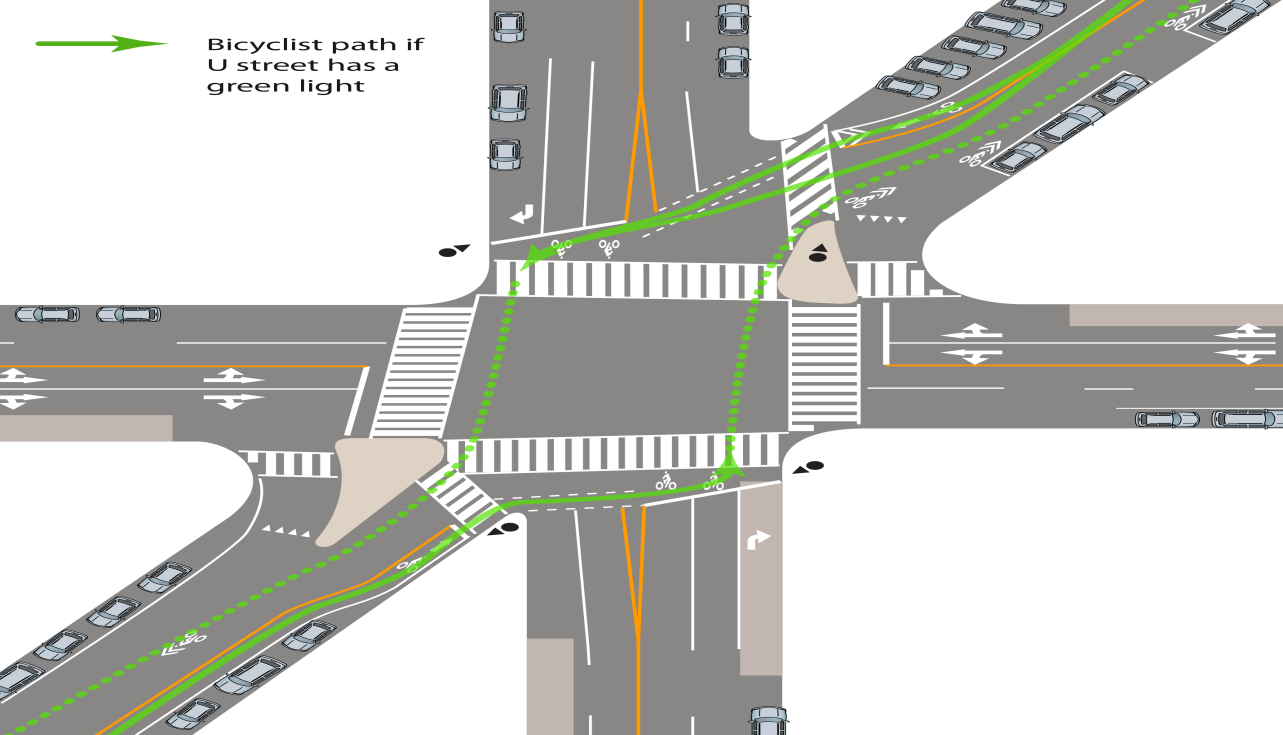 Bicyclist path if
U street has a
green light